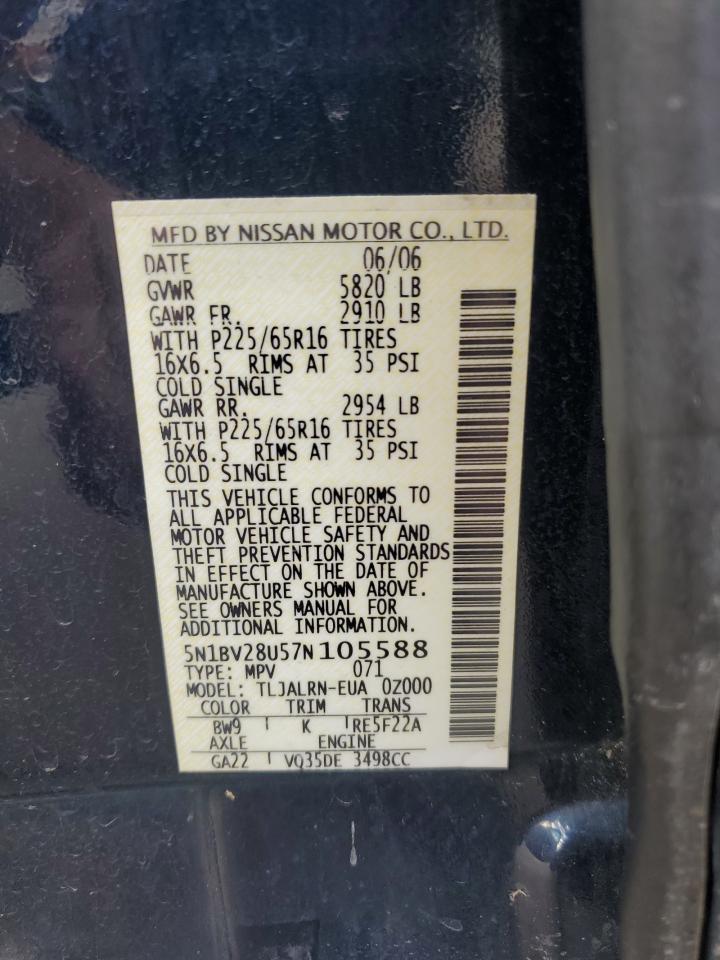 MFD BY NISSAN MOTOR CO., LTD.
DATE 06/06
GVWR 5820 LB
GAWR FR. 2910 LB
WITH P225/65R16 TIRES
16X6.5 RIMS AT 35 PSI
COLD SINGLE
GAWR RR. 2954 LB
WITH P225/65R16 TIRES
16X6.5 RIMS AT 35 PSI
COLD SINGLE
THIS VEHICLE CONFORMS TO
ALL APPLICABLE FEDERAL
MOTOR VEHICLE SAFETY AND
THEFT PREVENTION STANDARDS
IN EFFECT ON THE DATE OF
MANUFACTURE SHOWN ABOVE.
SEE OWNERS MANUAL FOR
ADDITIONAL INFORMATION.
5N1BV28U57N105588
TYPE: MPV 071
MODEL: TLJALRN-EUA 0Z000
COLOR TRIM TRANS
BW9 K RE5F22A
AXLE ENGINE
GA22 VQ35DE 3498CC